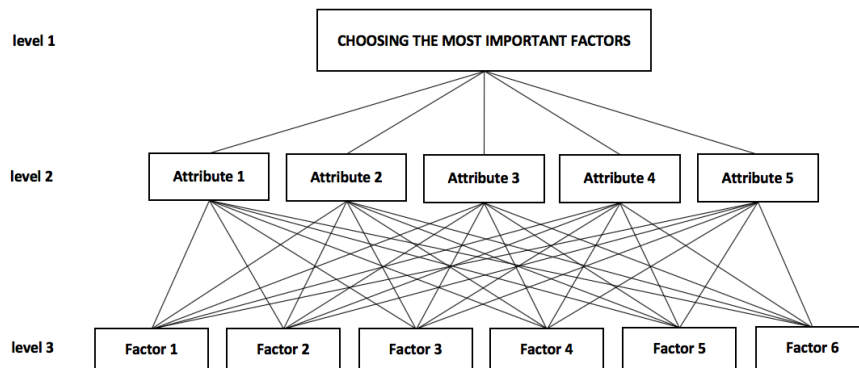 level 1
CHOOSING THE MOST IMPORTANT FACTORS
level 2
Attribute 1
Attribute 2
Attribute 3
Attribute 4
Attribute 5
level 3
Factor 1
Factor 2
Factor 3
Factor 4
Factor 5
Factor 6